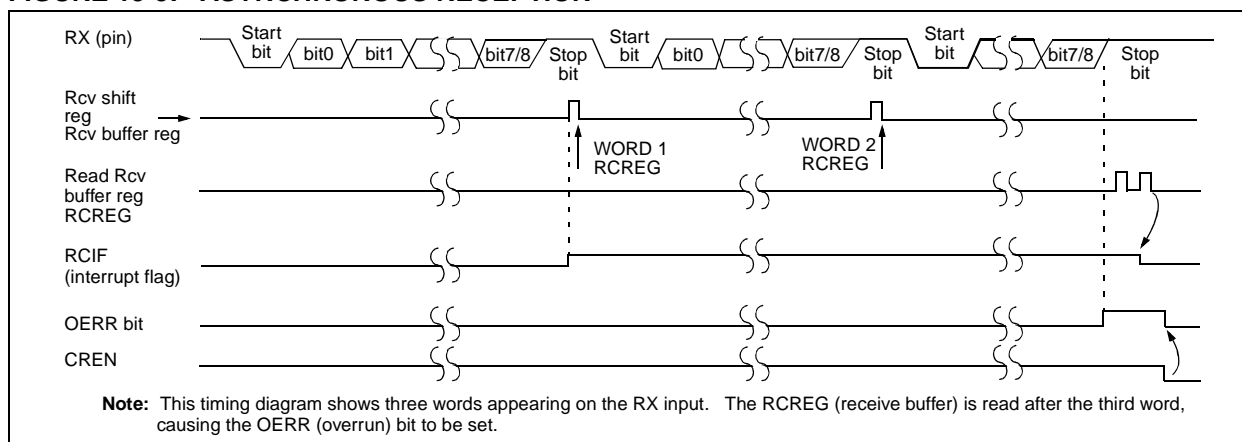 RX (pin)
Start bit
bit0
bit1
bit7/8
Stop bit
Start bit
bit0
bit7/8
Stop bit
Start bit
bit7/8
Stop bit
Rcv shift
reg
Rcv buffer reg
WORD 1
RCREG
WORD 2
RCREG
Read Rcv
buffer reg
RCREG
RCIF
(interrupt flag)
OERR bit
CREN
Note: This timing diagram shows three words appearing on the RX input. The RCREG (receive buffer) is read after the third word,
causing the OERR (overrun) bit to be set.